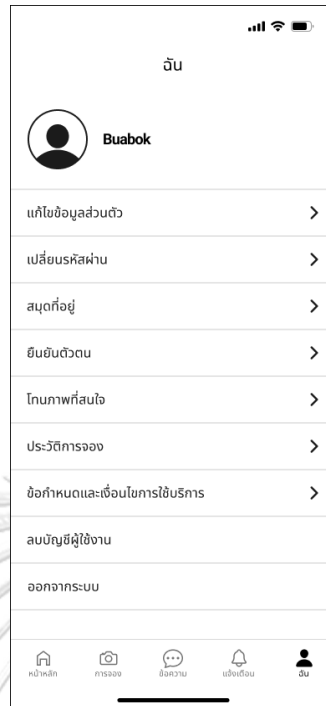 ฉัน
Buabok
แก้ไขข้อมูลส่วนตัว
เปลี่ยนรหัสผ่าน
สมุดที่อยู่
ยืนยันตัวตน
โทนภาพที่สนใจ
ประวัติการจอง
ข้อกำหนดและเงื่อนไขการใช้บริการ
ลบบัญชีผู้ใช้งาน
ออกจากระบบ
หน้าหลัก การจอง ข้อความ แจ้งเตือน ฉัน